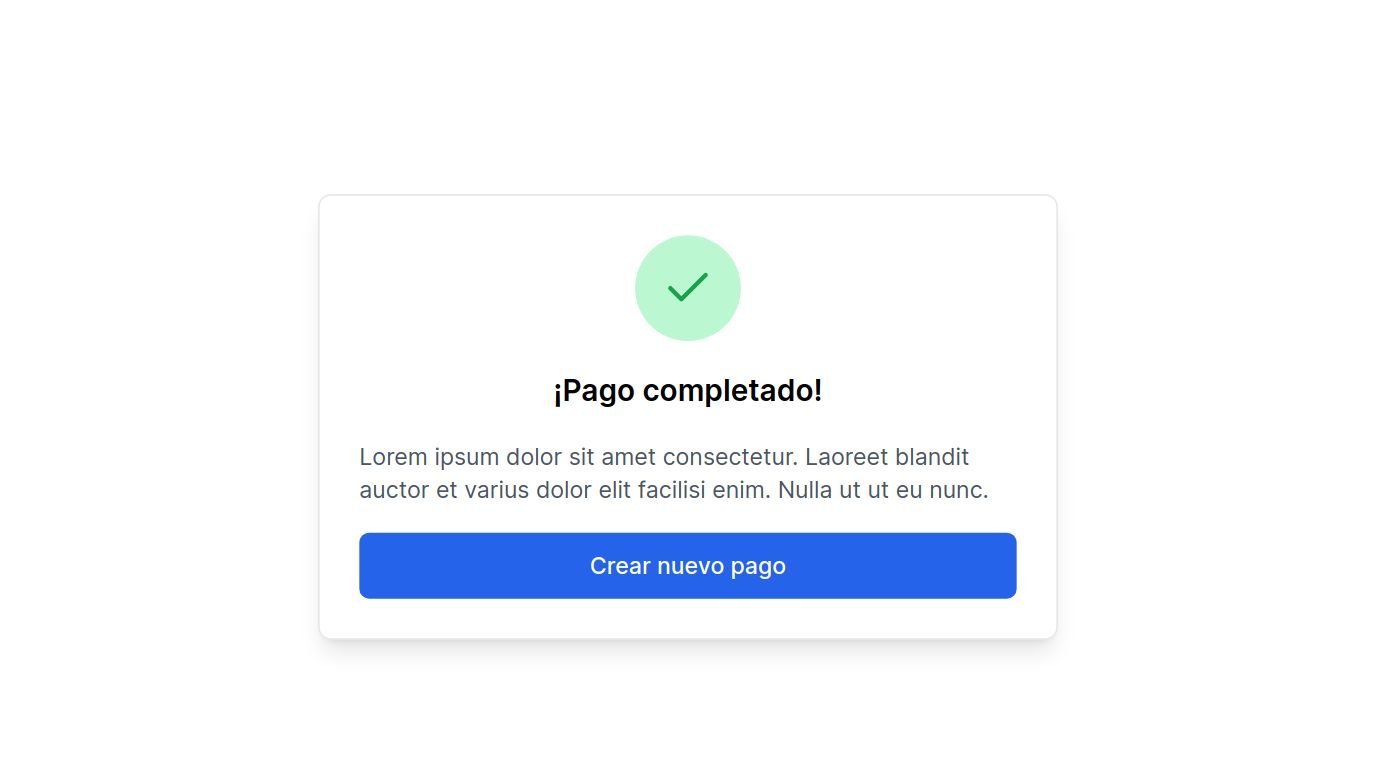 ¡Pago completado!
Lorem ipsum dolor sit amet consectetur. Laoreet blandit
auctor et varius dolor elit facilisi enim. Nulla ut ut eu nunc.
Crear nuevo pago